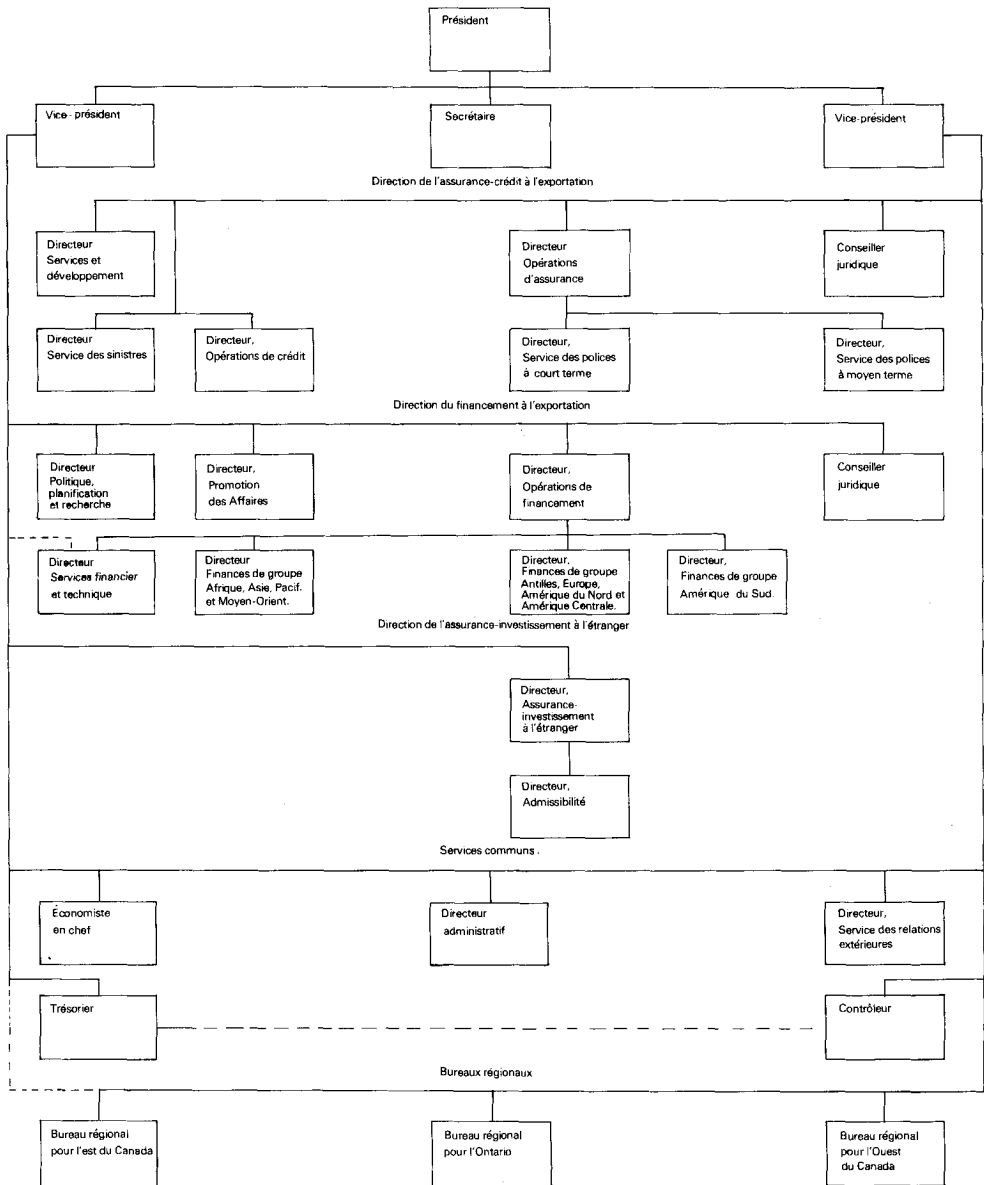 Président
Vice-président
Secrétaire
Vice-président
Direction de l'assurance-crédit à l'exportation
Directeur
Services et
développement
Directeur
Opérations
d'assurance
Conseiller
juridique
Directeur
Service des sinistres
Directeur,
Opérations de crédit
Directeur,
Service des polices
à court terme
Directeur,
Service des polices
à moyen terme
Direction du financement à l'exportation
Directeur
Politique,
planification
et recherche
Directeur,
Promotion
des Affaires
Directeur,
Opérations de
financement
Conseiller
juridique
Directeur
Services financier
et technique
Directeur
Finances de groupe
Afrique, Asie, Pacif.
et Moyen-Orient.
Directeur,
Finances de groupe
Antilles, Europe,
Amérique du Nord et
Amérique Centrale.
Directeur,
Finances de groupe
Amérique du Sud.
Direction de l'assurance-investissement à l'étranger
Directeur,
Assurance-
investissement
à l'étranger
Directeur,
Admissibilité
Services communs .
Économiste
en chef
Directeur
administratif
Directeur,
Service des relations
extérieures
Trésorier
Contrôleur
Bureaux régionaux
Bureau régional
pour l'est du Canada
Bureau régional
pour l'Ontario
Bureau régional
pour l'Ouest
du Canada